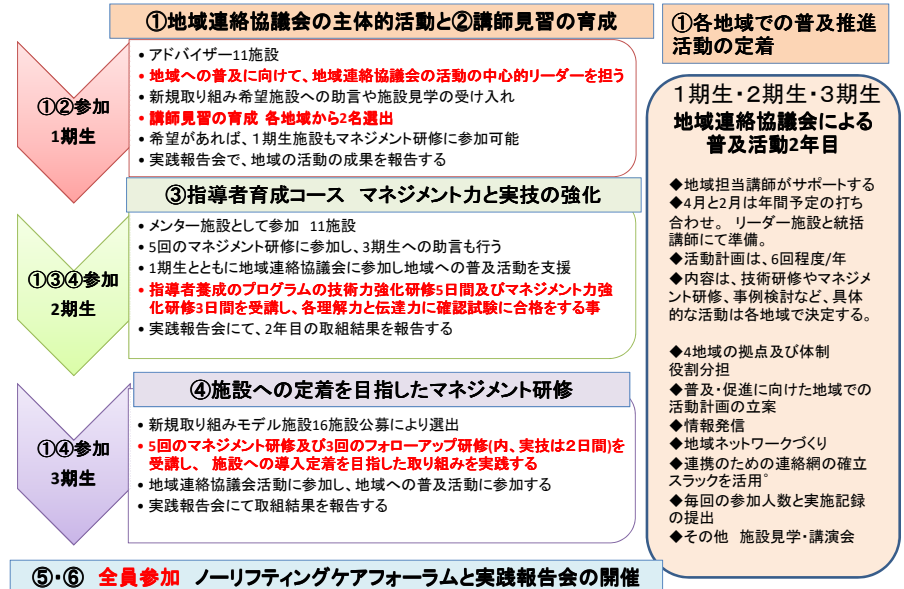 ①地域連絡協議会の主体的活動と②講師見習の育成
①②参加
1期生
• アドバイザー11施設
• 地域への普及に向けて、地域連絡協議会の活動の中心的リーダーを担う
• 新規取り組み希望施設への助言や施設見学の受け入れ
• 講師見習の育成 各地域から2名選出
• 希望があれば、1期生施設もマネジメント研修に参加可能
• 実践報告会で、地域の活動の成果を報告する
③指導者育成コース マネジメント力と実技の強化
①③④参加
2期生
• メンター施設として参加 11施設
• 5回のマネジメント研修に参加し、3期生への助言も行う
• 1期生とともに地域連絡協議会に参加し地域への普及活動を支援
• 指導者養成のプログラムの技術力強化研修5日間及びマネジメント力強
化研修3日間を受講し、各理解力と伝達力に確認試験に合格をする事
• 実践報告会にて、2年目の取組結果を報告する
④施設への定着を目指したマネジメント研修
①④参加
3期生
• 新規取り組みモデル施設16施設公募により選出
• 5回のマネジメント研修及び3回のフォローアップ研修(内、実技は2日間)を
受講し、 施設への導入定着を目指した取り組みを実践する
• 地域連絡協議会活動に参加し、地域への普及活動に参加する
• 実践報告会にて取組結果を報告する
⑤・⑥ 全員参加 ノーリフティングケアフォーラムと実践報告会の開催
①各地域での普及推進
活動の定着
1期生・2期生・3期生
地域連絡協議会による
普及活動2年目
◆地域担当講師がサポートする
◆4月と2月は年間予定の打ち
合わせ。 リーダー施設と統括
講師にて準備。
◆活動計画は、6回程度/年
◆内容は、技術研修やマネジメ
ント研修、事例検討など、具体
的な活動は各地域で決定する。
◆4地域の拠点及び体制
役割分担
◆普及・促進に向けた地域での
活動計画の立案
◆情報発信
◆地域ネットワークづくり
◆連携のための連絡網の確立
スラックを活用゜
◆毎回の参加人数と実施記録
の提出
◆その他 施設見学・講演会